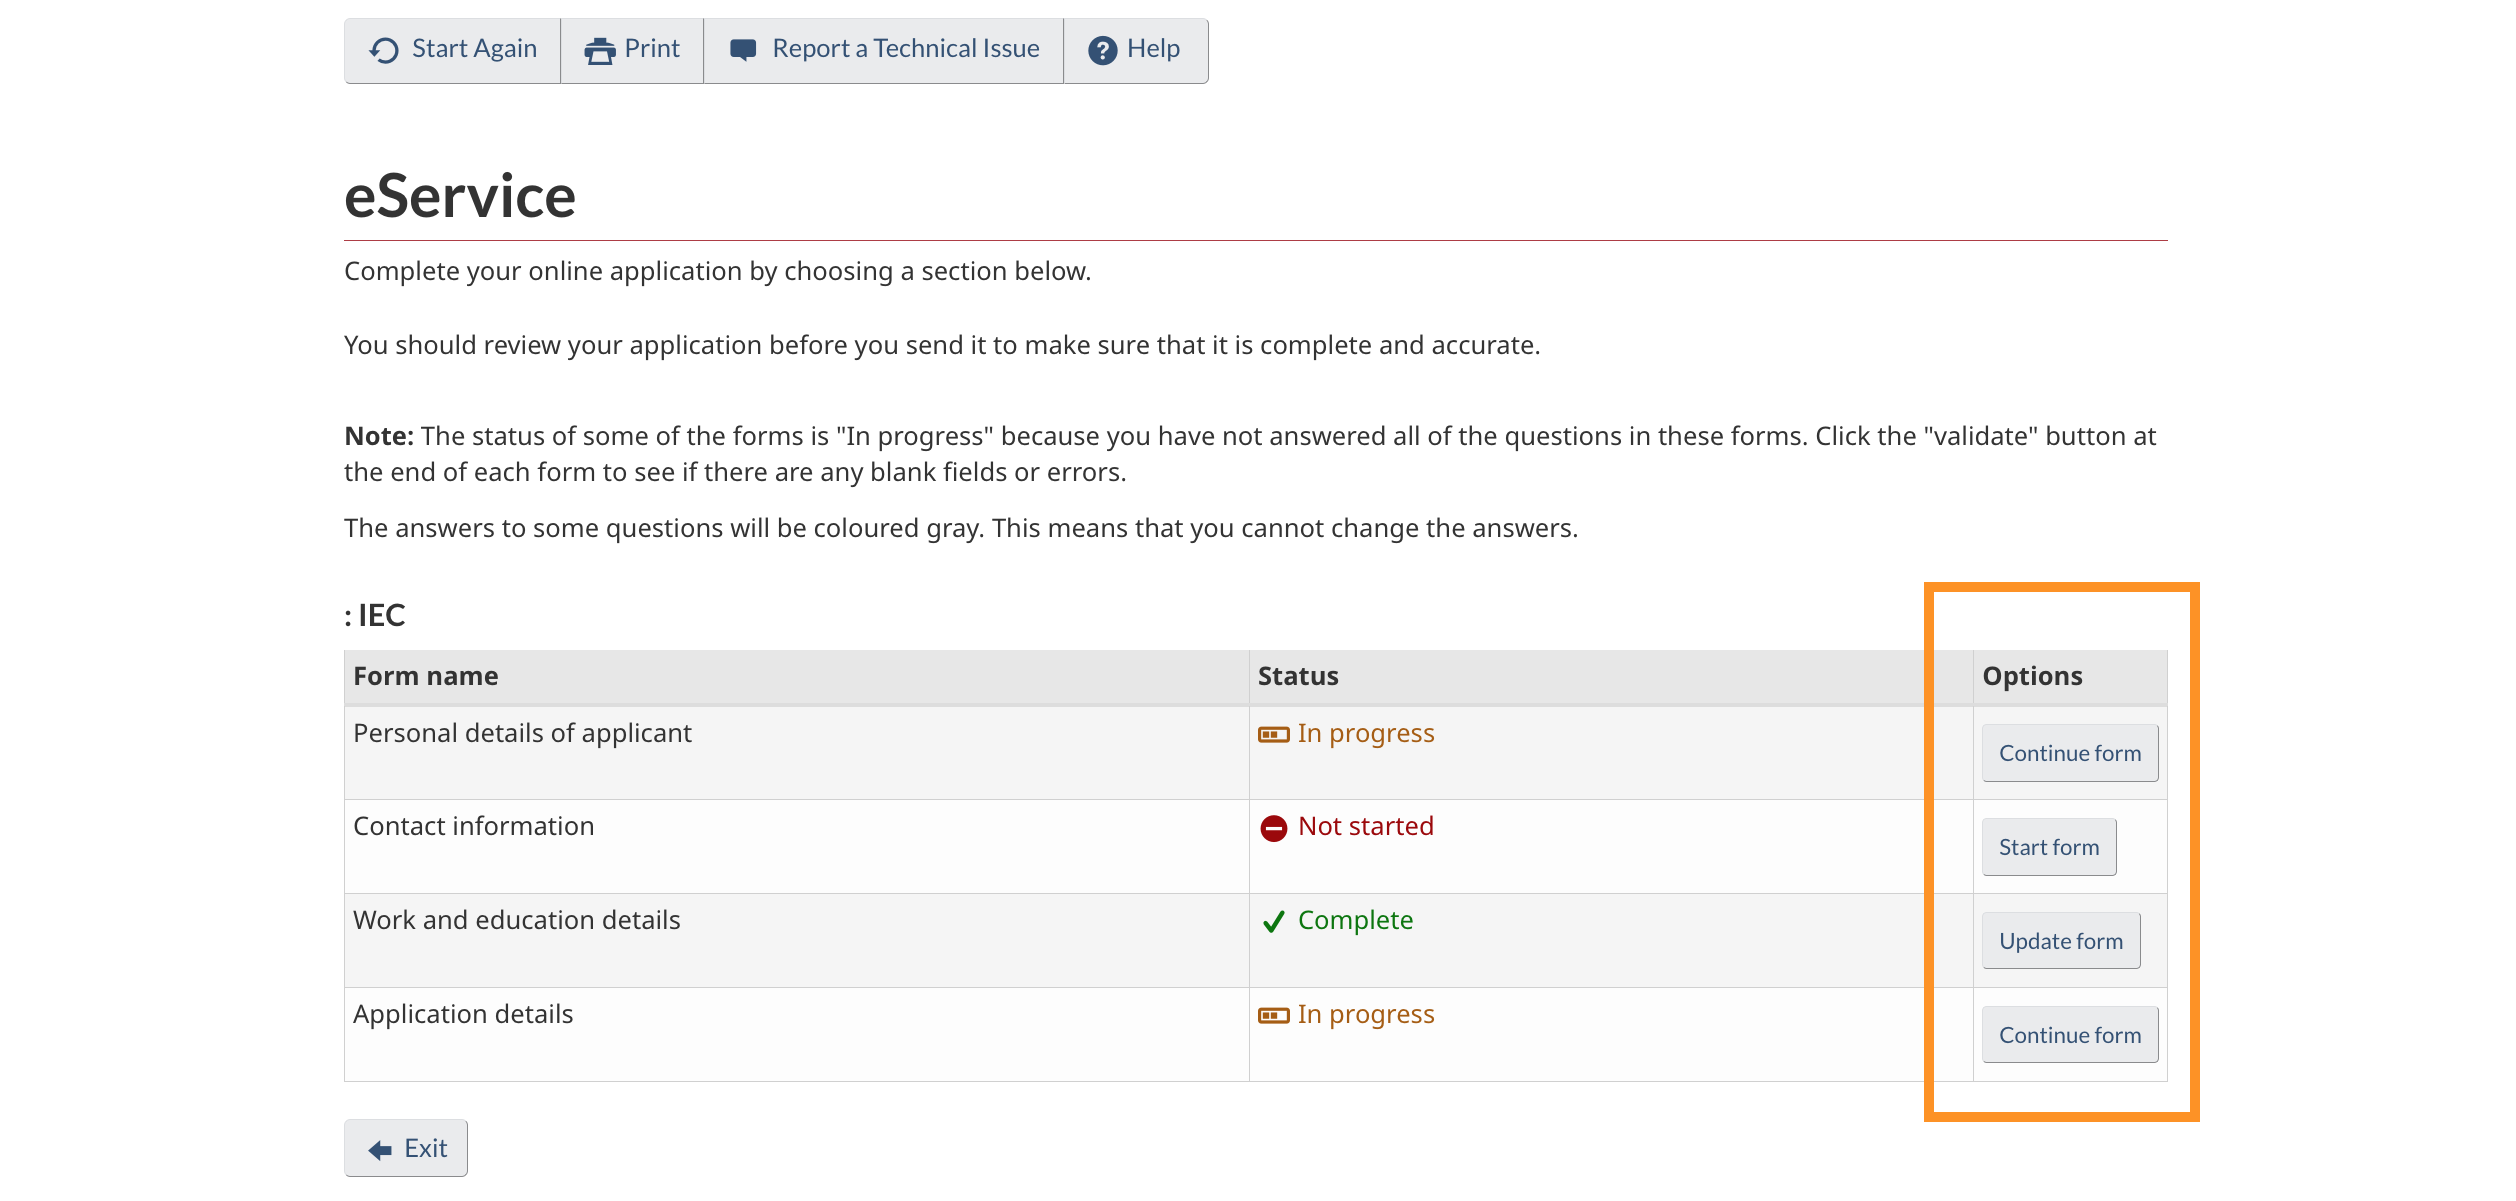 Start Again Print Report a Technical Issue Help
eService
Complete your online application by choosing a section below.
You should review your application before you send it to make sure that it is complete and accurate.
Note: The status of some of the forms is "In progress" because you have not answered all of the questions in these forms. Click the "validate" button at
the end of each form to see if there are any blank fields or errors.
The answers to some questions will be coloured gray. This means that you cannot change the answers.
: IEC
Form name Status Options
Personal details of applicant In progress Continue form
Contact information Not started Start form
Work and education details Complete Update form
Application details In progress Continue form
Exit